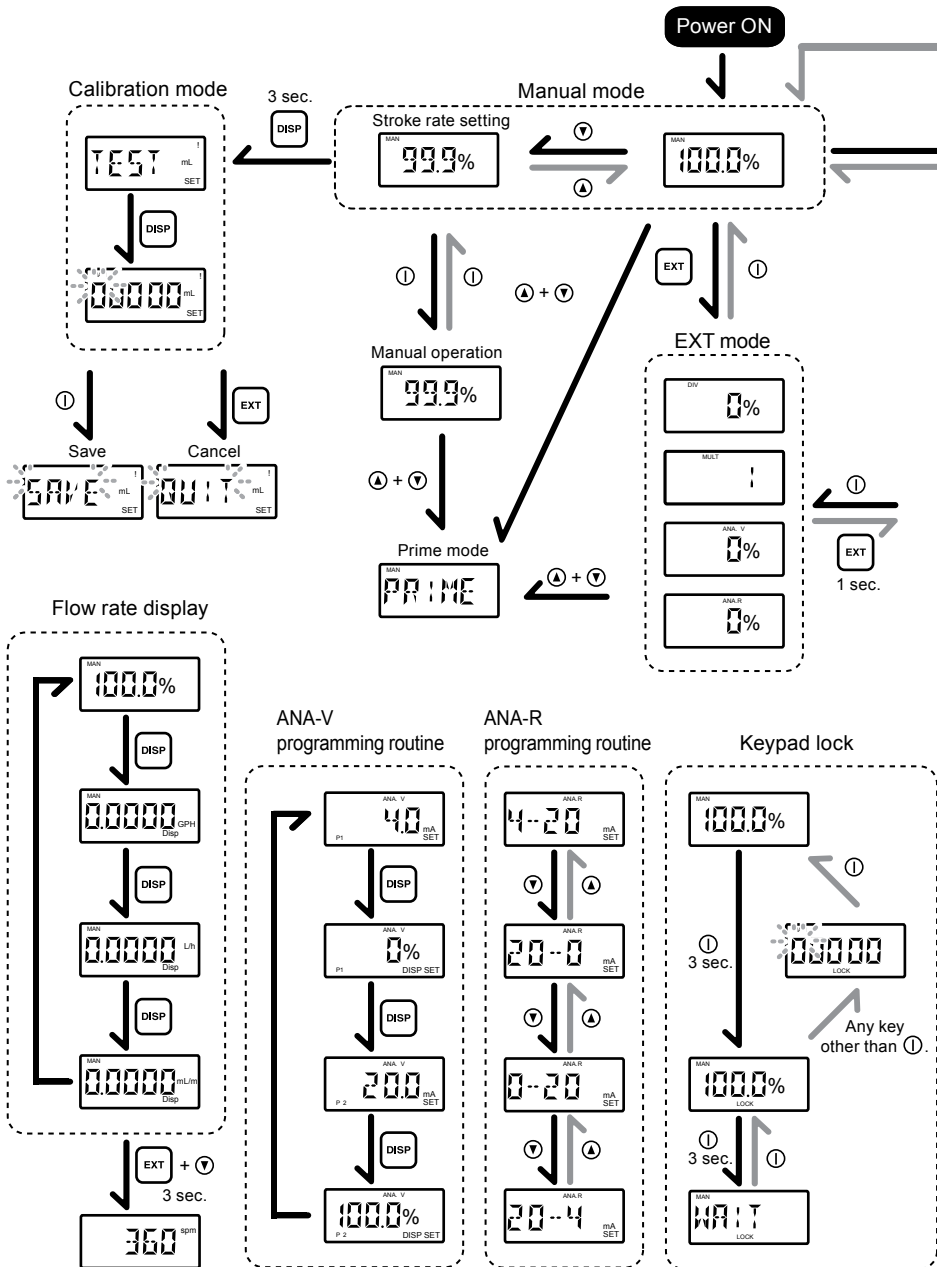 Power ON
Calibration mode
3 sec.
DISP
Manual mode
Stroke rate setting
MAN
99.9%
MAN
100.0%
TEST
!
mL
SET
DISP
00000
!
mL
SET
EXT
Save
SAVE
!
mL
SET
EXT
Cancel
QUIT
!
mL
SET
Manual operation
MAN
99.9%
+
+
Prime mode
MAN
PRIME
+
EXT mode
DIV
0%
MULT
1
ANA. V
0%
ANA.R
0%
EXT
1 sec.
Flow rate display
MAN
100.0%
DISP
MAN
0.0000
GPH
Disp
DISP
MAN
0.0000
L/h
Disp
DISP
MAN
0.0000
mL/m
Disp
EXT +
3 sec.
360
spm
ANA-V
programming routine
ANA. V
4.0
mA
P1
SET
DISP
ANA. V
0%
P1
DISP SET
DISP
ANA. V
20.0
mA
P 2
SET
DISP
ANA. V
100.0%
P 2
DISP SET
ANA-R
programming routine
ANA.R
4--20
mA
SET
ANA.R
20--0
mA
SET
ANA.R
0--20
mA
SET
ANA.R
20--4
mA
SET
Keypad lock
MAN
100.0%
3 sec.
00000
LOCK
Any key
other than .
MAN
100.0%
LOCK
3 sec.
MAN
WAIT
LOCK